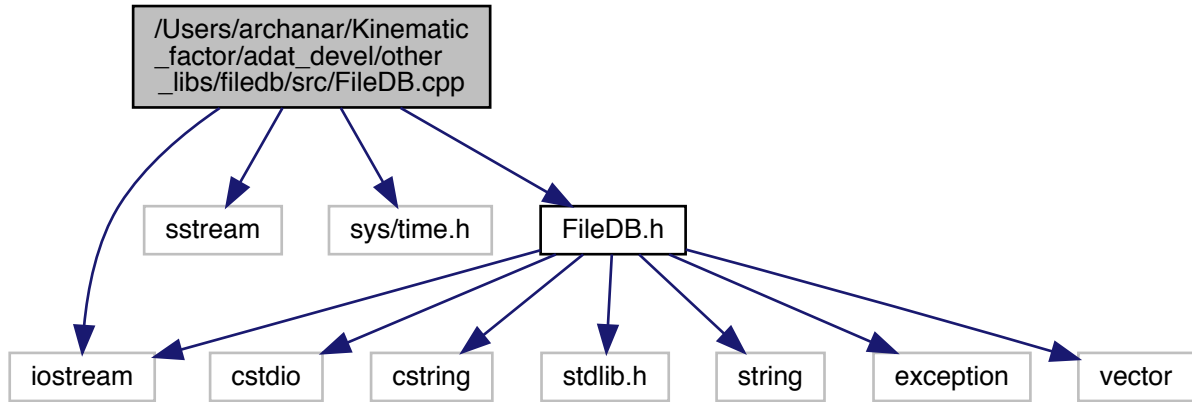 /Users/archanar/Kinematic
_factor/adat_devel/other
_libs/filedb/src/FileDB.cpp
sstream
sys/time.h
FileDB.h
iostream
cstdio
cstring
stdlib.h
string
exception
vector